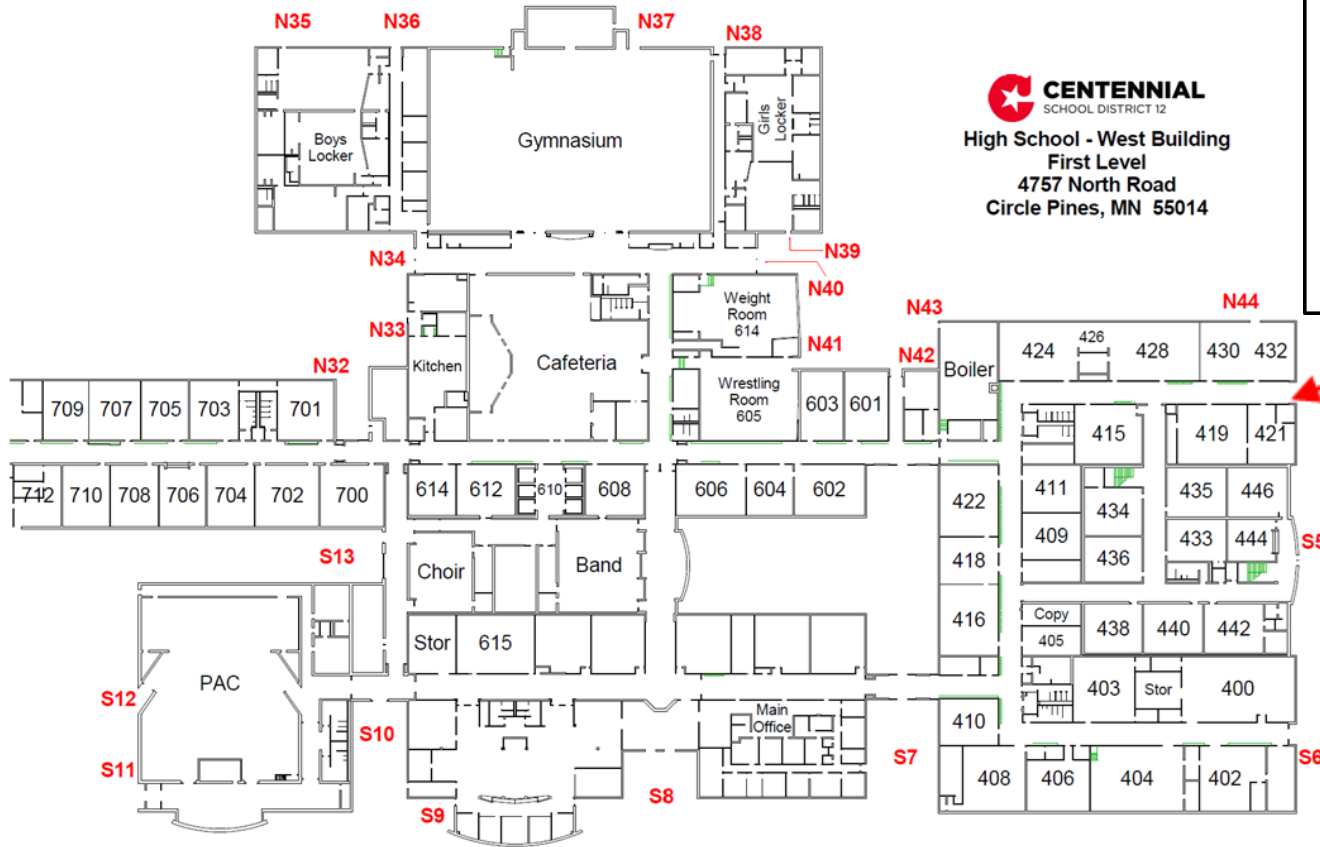 N35
N36
N37
N38
CENTENNIAL
SCHOOL DISTRICT 12
High School - West Building
First Level
4757 North Road
Circle Pines, MN  55014
Boys
Locker
Gymnasium
Girls
Locker
N39
N34
N40
Weight
Room
614
N43
N44
N33
N41
Kitchen
Cafeteria
N42
Boiler
424
426
428
430
432
N32
Wrestling
Room
605
603
601
709
707
705
703
701
415
419
421
712
710
708
706
704
702
700
614
612
610
608
606
604
602
422
411
434
435
446
S13
Choir
Band
418
409
436
433
444
S5
416
Copy
405
438
440
442
Stor
615
PAC
S12
403
Stor
400
Main
Office
410
S10
S11
S7
S6
408
406
404
402
S9
S8